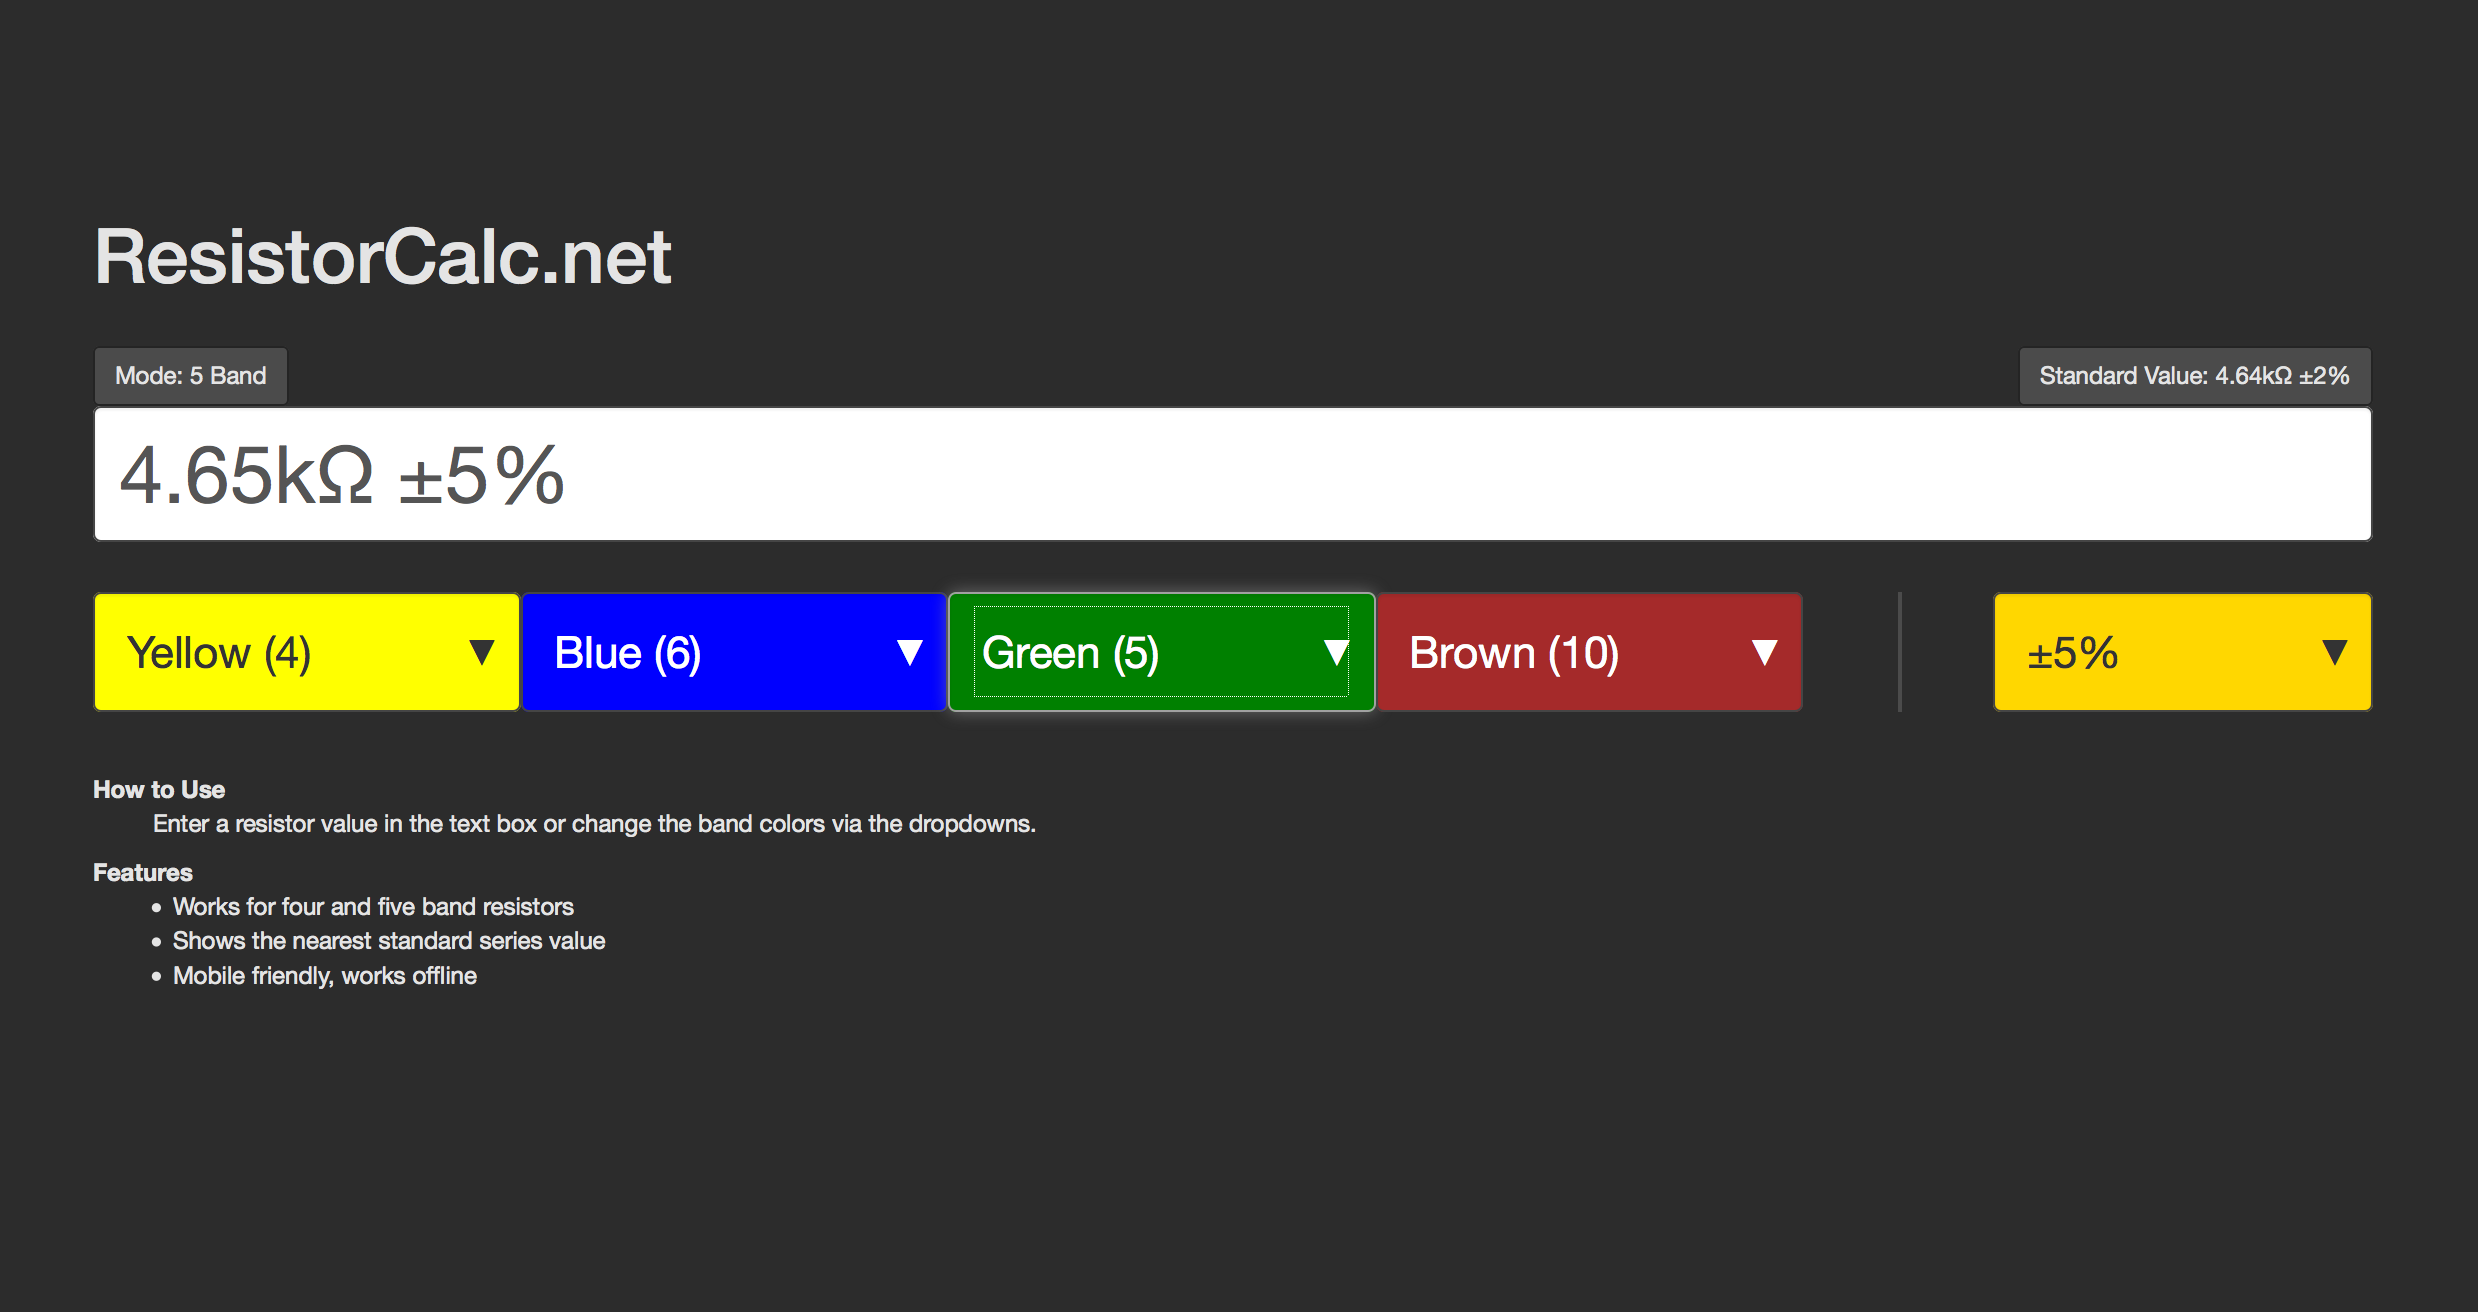 ResistorCalc.net
Mode: 5 Band
Standard Value: 4.64kΩ ±2%
4.65kΩ ±5%
Yellow (4) ▼ Blue (6) ▼ Green (5) ▼ Brown (10) ▼ ±5% ▼
How to Use
Enter a resistor value in the text box or change the band colors via the dropdowns.
Features
• Works for four and five band resistors
• Shows the nearest standard series value
• Mobile friendly, works offline